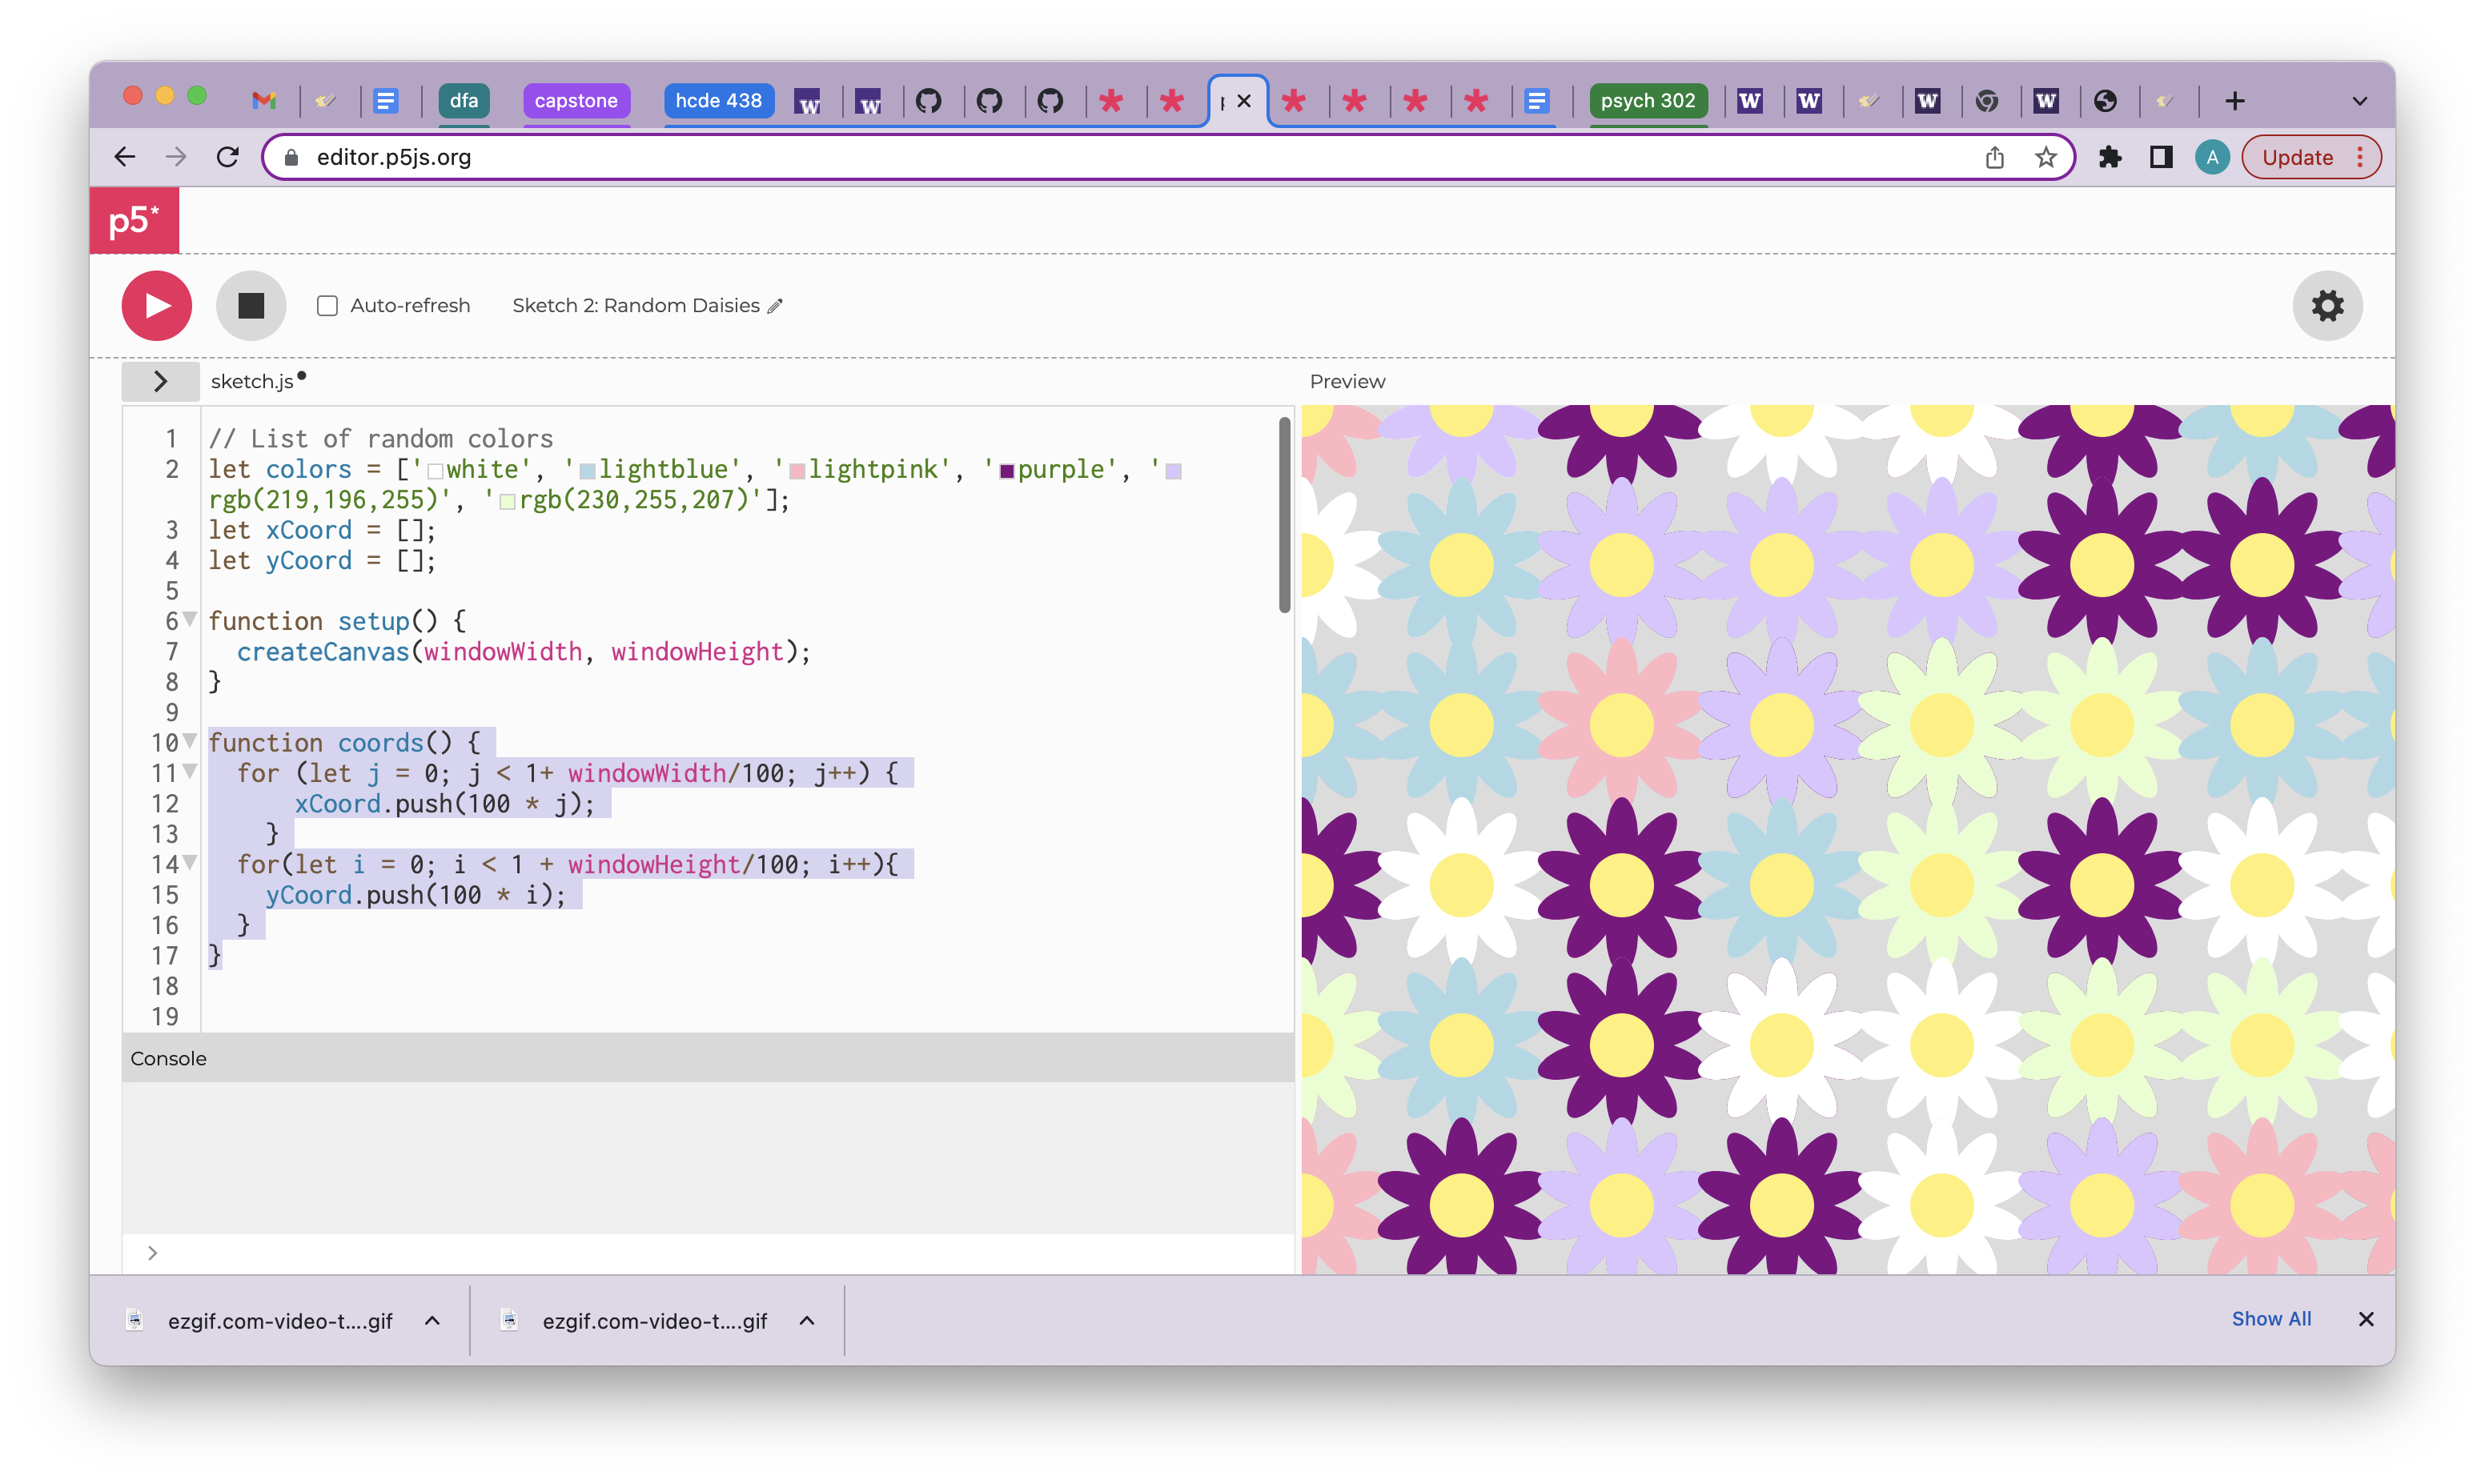 dfa capstone hcde 438 psych 302
editor.p5js.org A Update
p5*
Auto-refresh Sketch 2: Random Daisies
sketch.js Preview
1 // List of random colors
2 let colors = ['white', 'lightblue', 'lightpink', 'purple', '
rgb(219,196,255)', 'rgb(230,255,207)'];
3 let xCoord = [];
4 let yCoord = [];
5
6 function setup() {
7 createCanvas(windowWidth, windowHeight);
8 }
9
10 function coords() {
11 for (let j = 0; j < 1+ windowWidth/100; j++) {
12 xCoord.push(100 * j);
13 }
14 for(let i = 0; i < 1 + windowHeight/100; i++){
15 yCoord.push(100 * i);
16 }
17 }
18
19
Console
>
ezgif.com-video-t....gif ezgif.com-video-t....gif Show All